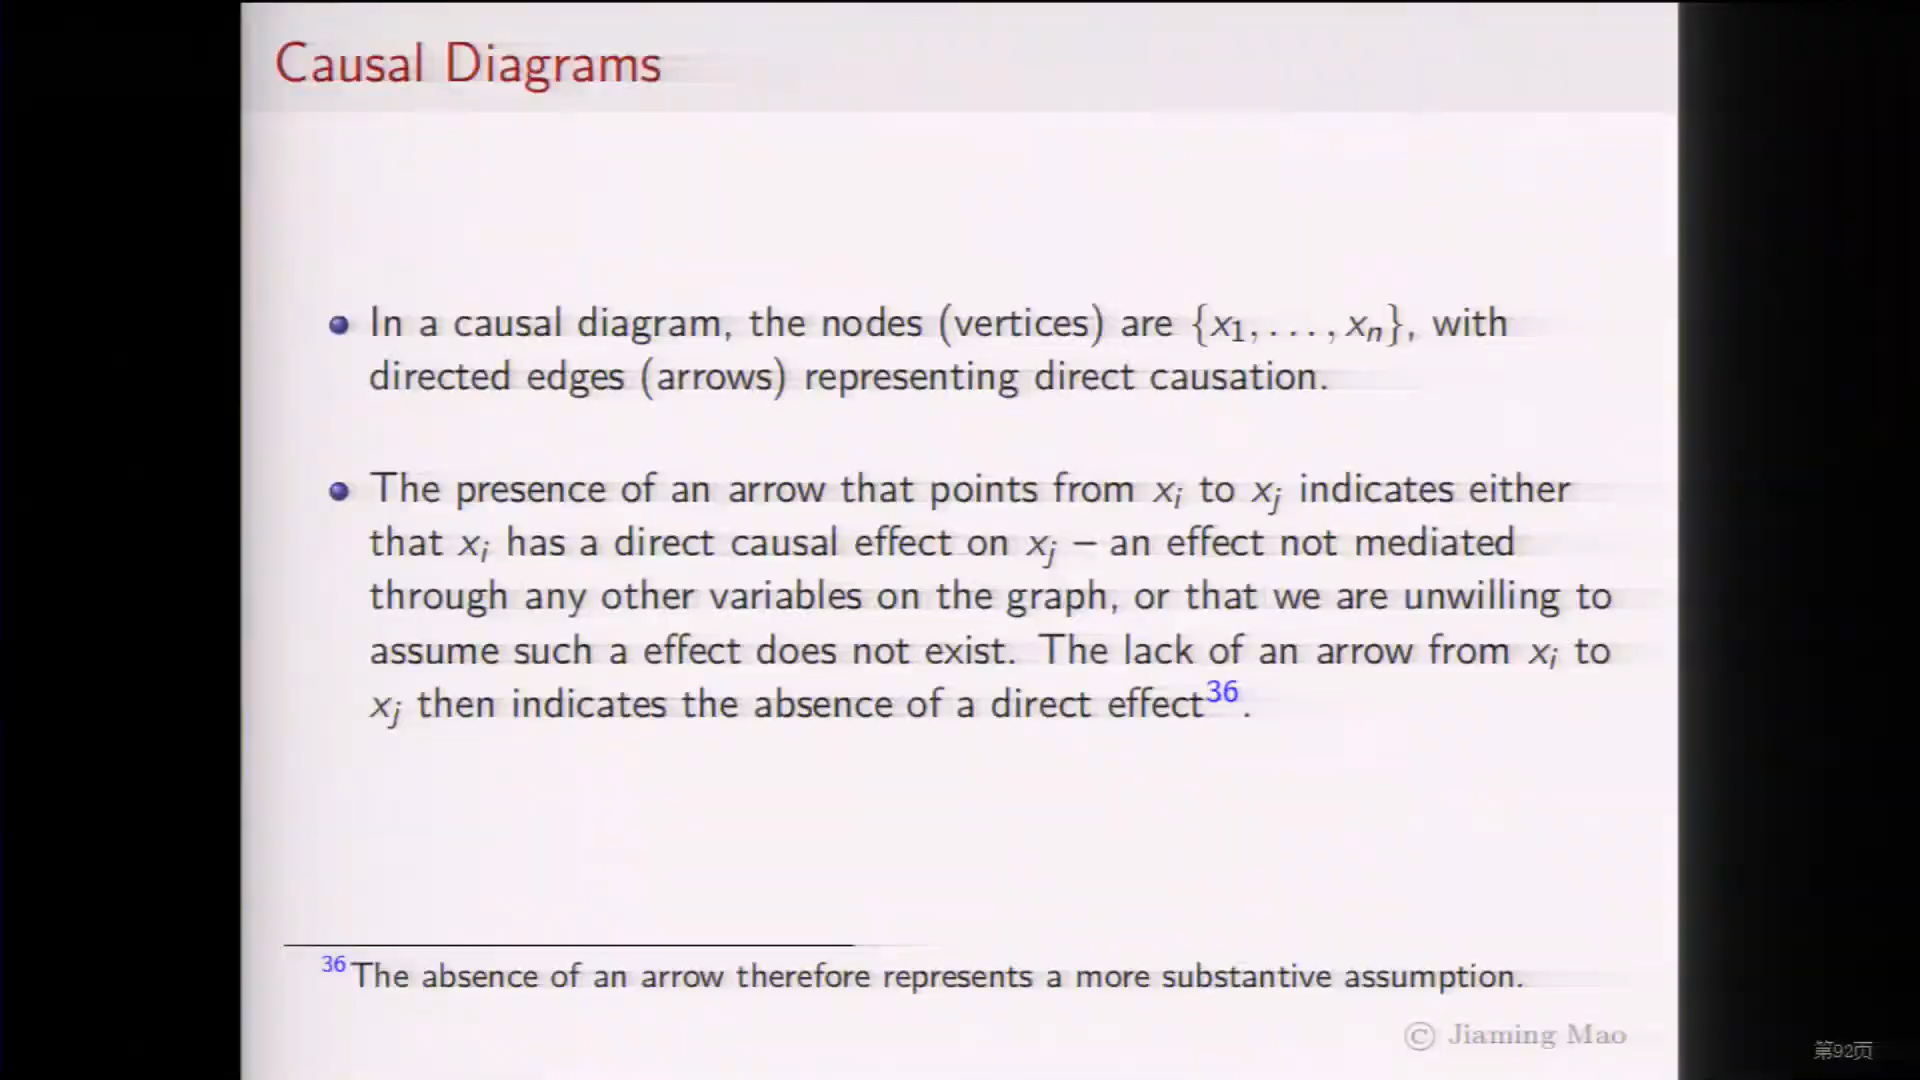 Causal Diagrams
In a causal diagram, the nodes (vertices) are {x₁, . . . , xₙ}, with
directed edges (arrows) representing direct causation.
The presence of an arrow that points from xᵢ to xⱼ indicates either
that xᵢ has a direct causal effect on xⱼ – an effect not mediated
through any other variables on the graph, or that we are unwilling to
assume such a effect does not exist. The lack of an arrow from xᵢ to
xⱼ then indicates the absence of a direct effect³⁶.
³⁶The absence of an arrow therefore represents a more substantive assumption.
© Jiaming Mao
第92页